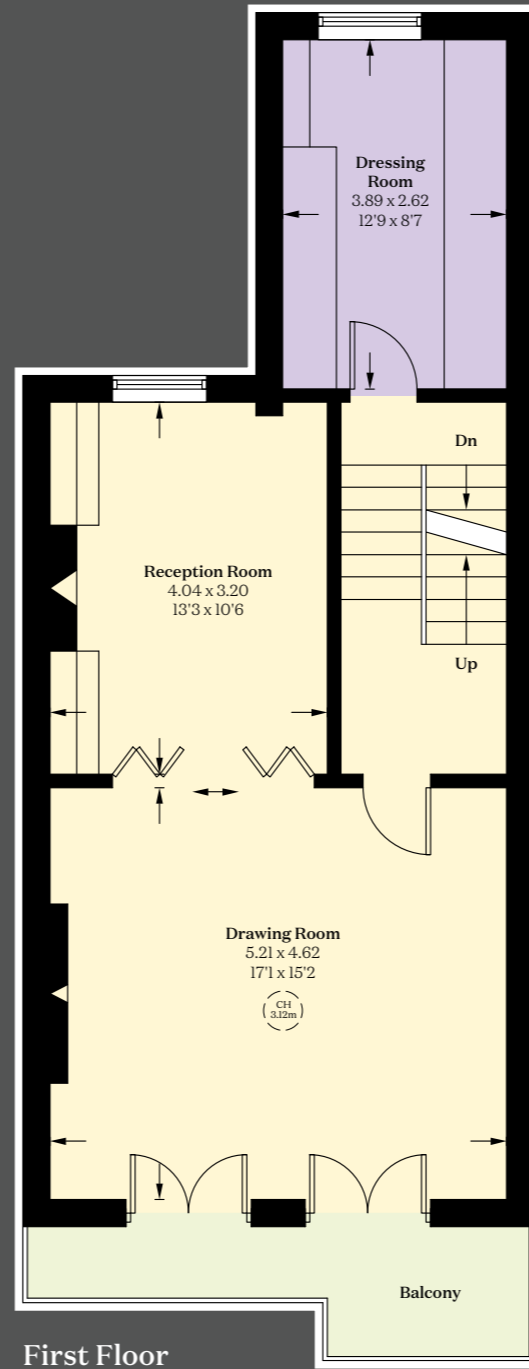 Dressing
Room
3.89 x 2.62
12'9 x 8'7
Dn
Reception Room
4.04 x 3.20
13'3 x 10'6
Up
Drawing Room
5.21 x 4.62
17'1 x 15'2
CH
3.12m
Balcony
First Floor